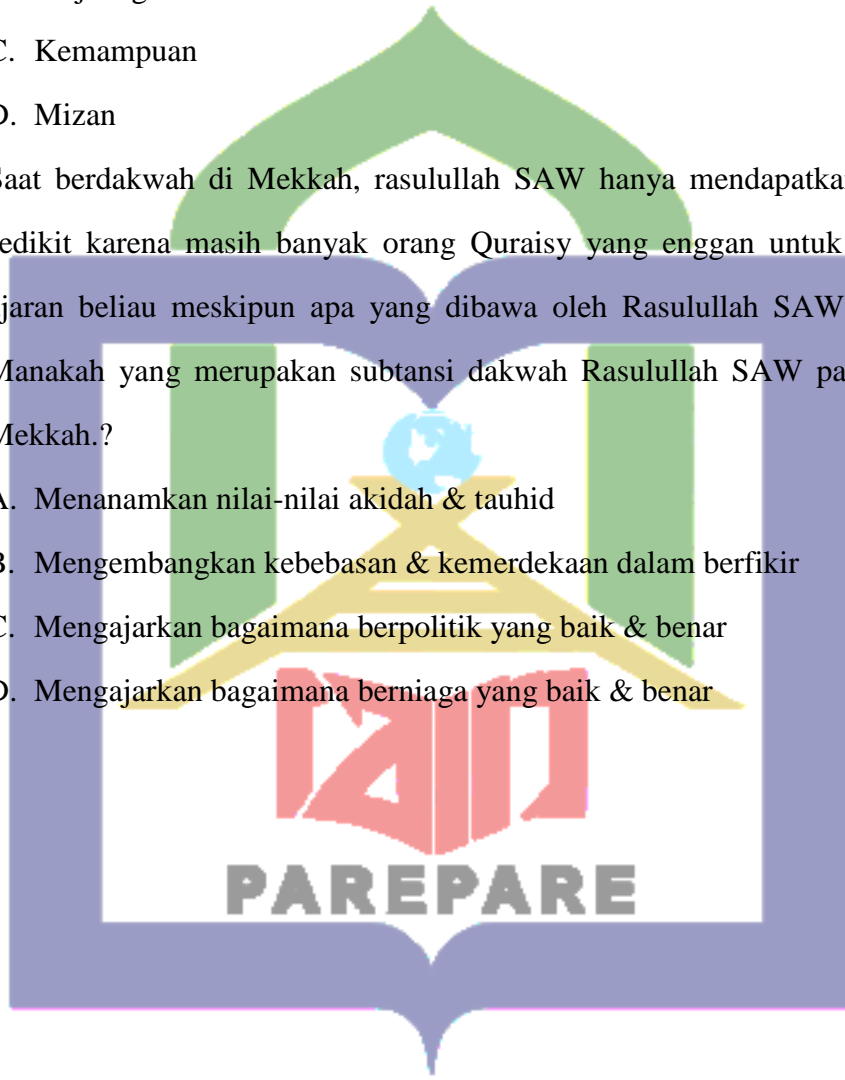 C. Kemampuan
D. Mizan
Saat berdakwah di Mekkah, rasulullah SAW hanya mendapatkan
sedikit karena masih banyak orang Quraisy yang enggan untuk
ajaran beliau meskipun apa yang dibawa oleh Rasulullah SAW
Manakah yang merupakan subtansi dakwah Rasulullah SAW
Mekkah.?
A. Menanamkan nilai-nilai akidah & tauhid
B. Mengembangkan kebebasan & kemerdekaan dalam berfikir
C. Mengajarkan bagaimana berpolitik yang baik & benar
D. Mengajarkan bagaimana berniaga yang baik & benar
iain
PAREPARE